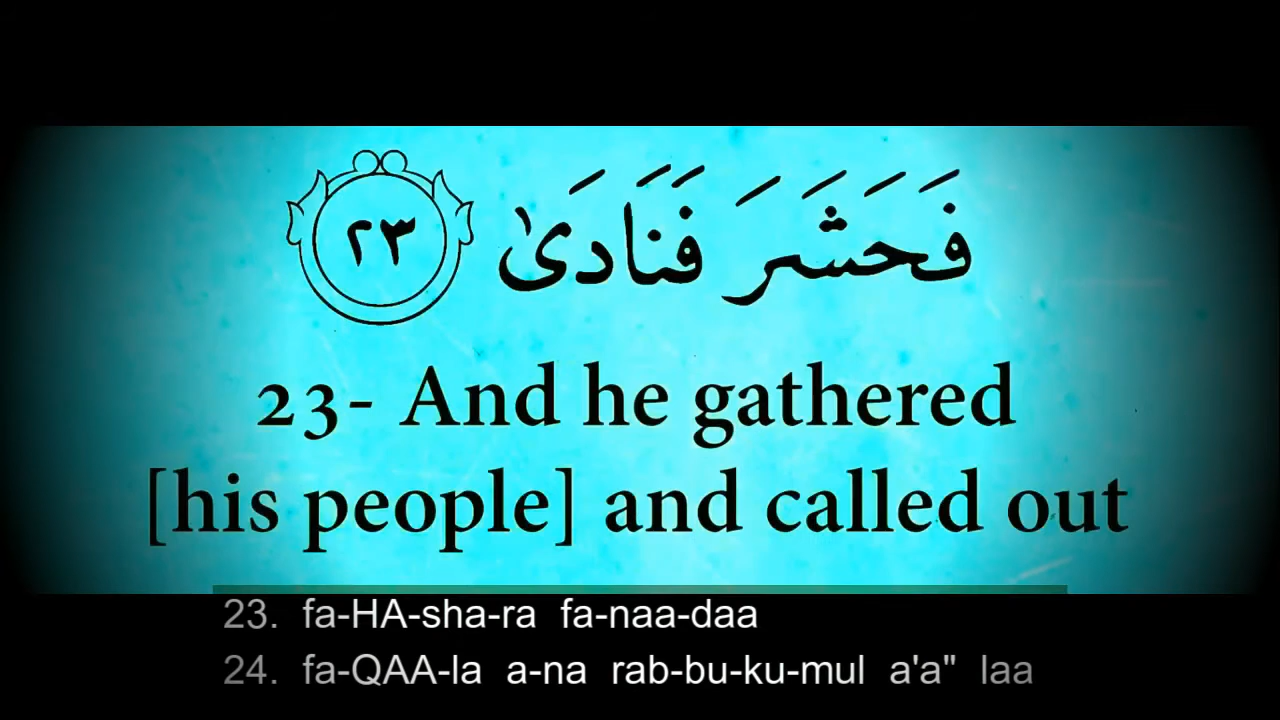 فَحَشَرَ فَنَادَىٰ ٢٣
23- And he gathered
[his people] and called out
23. fa-HA-sha-ra fa-naa-daa
24. fa-QAA-la a-na rab-bu-ku-mul a'a" laa